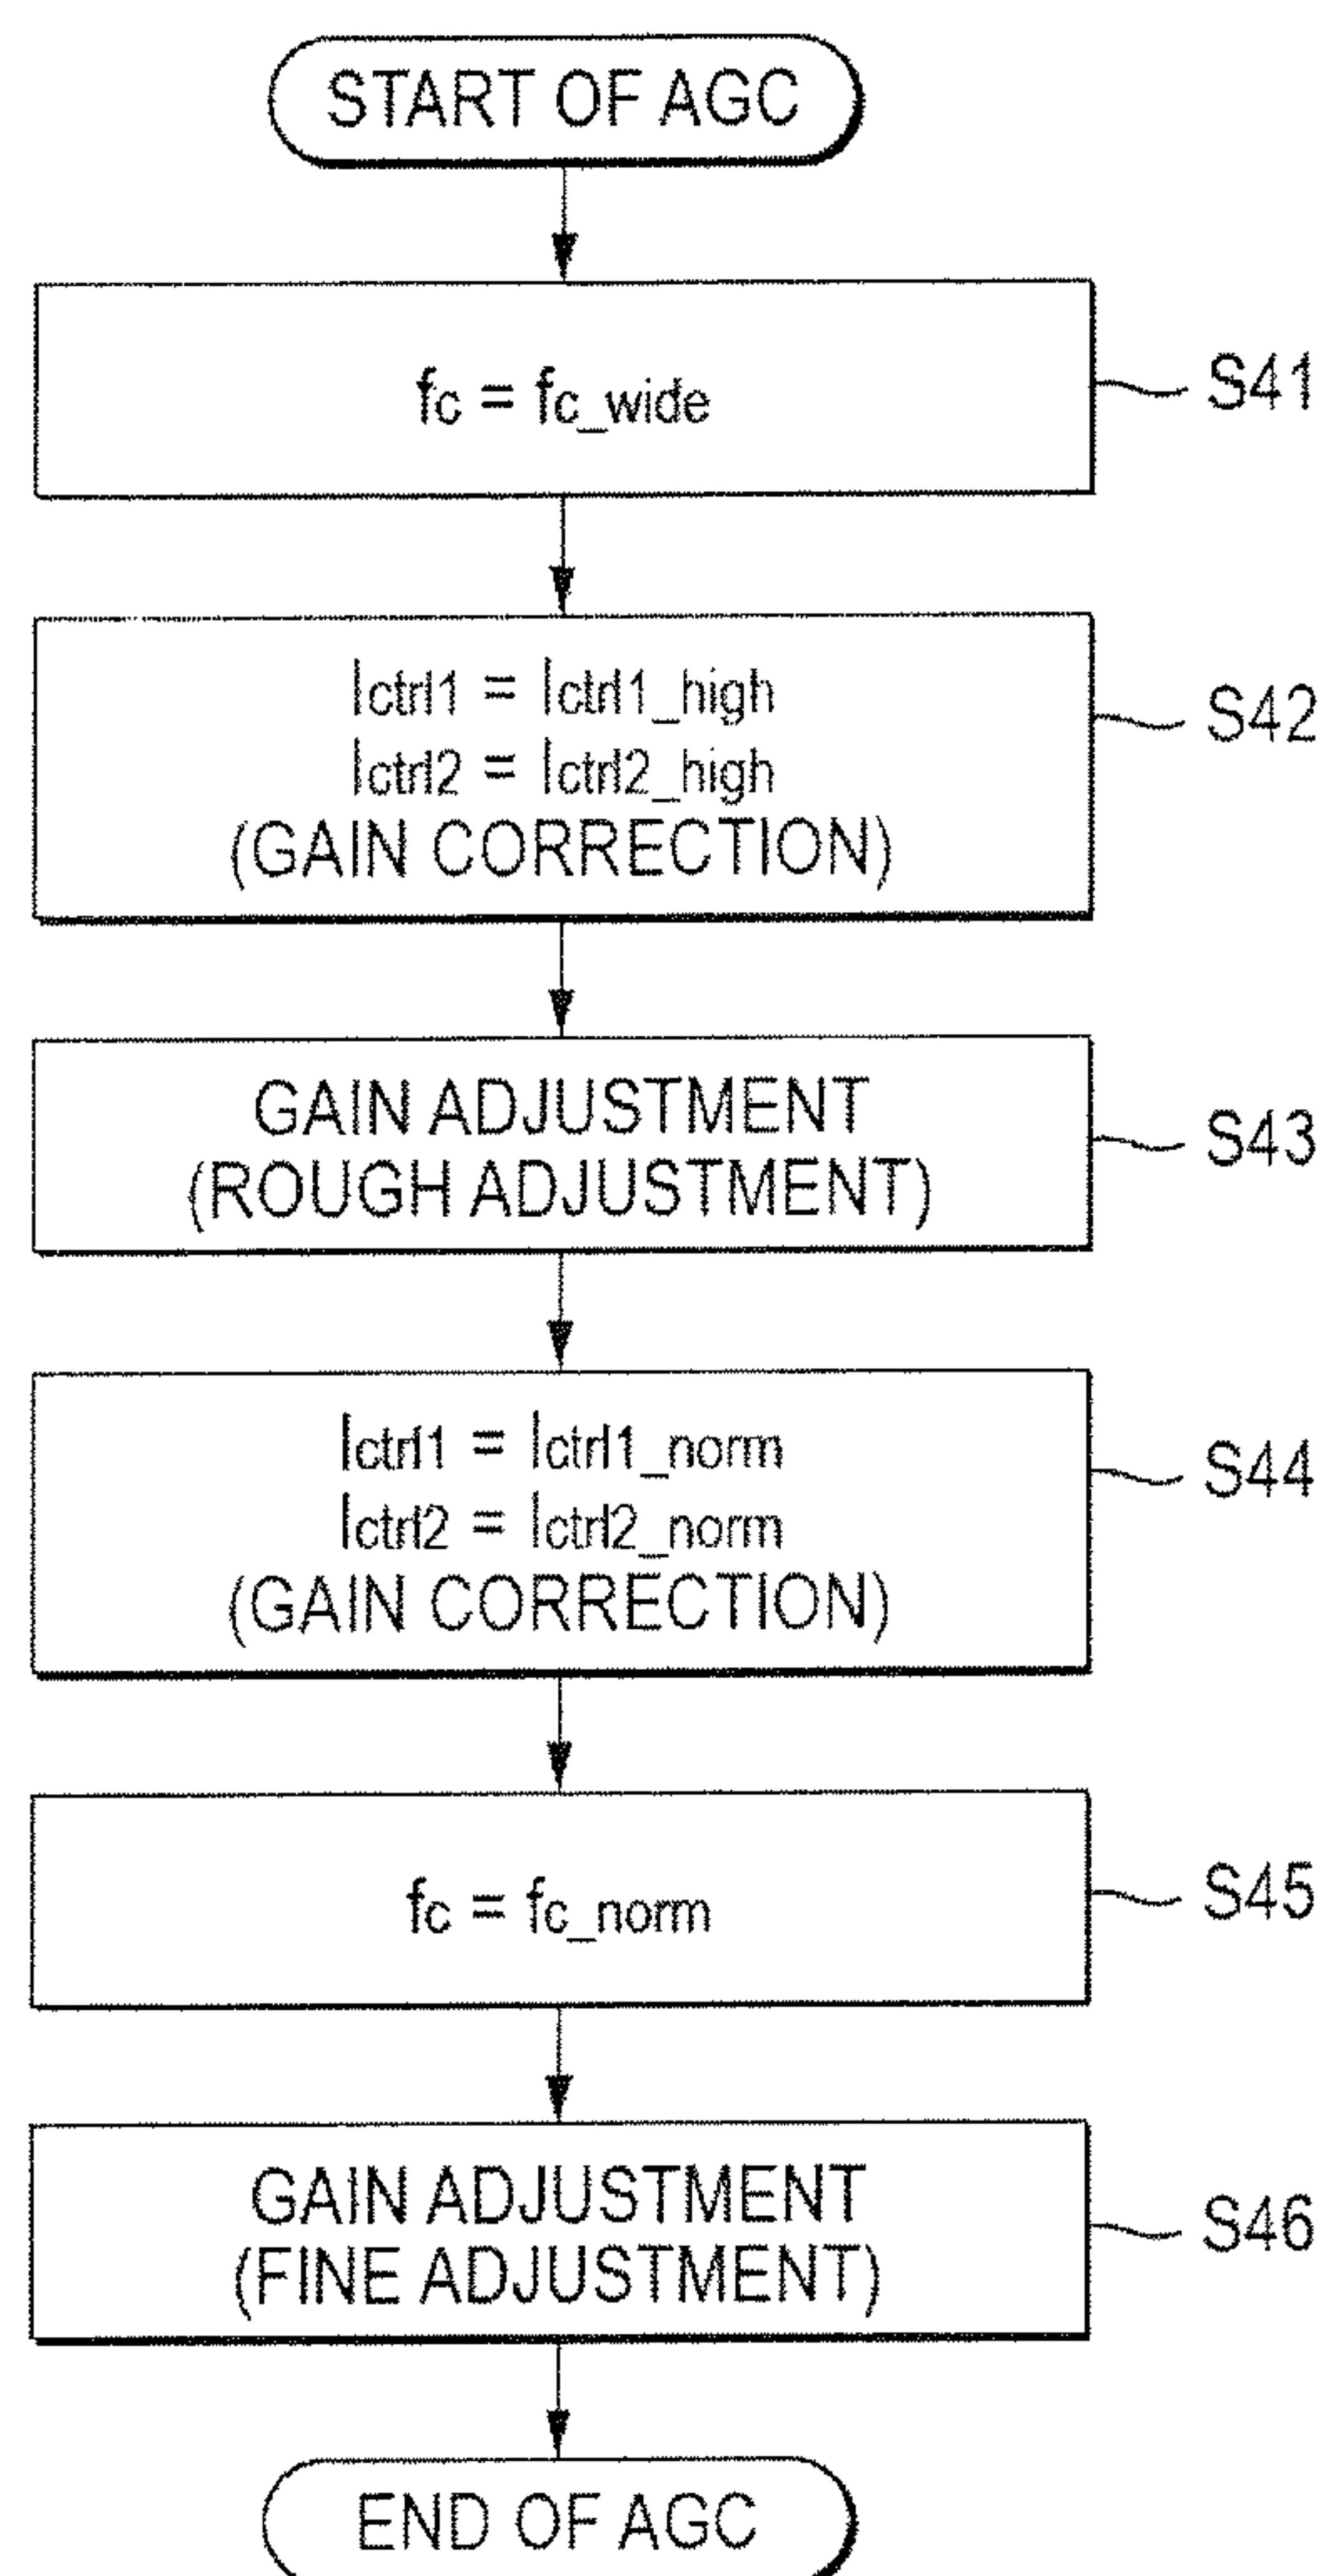 START OF AGC
fc = fc_wide
S41
Ictrl1 = Ictrl1_high
Ictrl2 = Ictrl2_high
(GAIN CORRECTION)
S42
GAIN ADJUSTMENT
(ROUGH ADJUSTMENT)
S43
Ictrl1 = Ictrl1_norm
Ictrl2 = Ictrl2_norm
(GAIN CORRECTION)
S44
fc = fc_norm
S45
GAIN ADJUSTMENT
(FINE ADJUSTMENT)
S46
END OF AGC